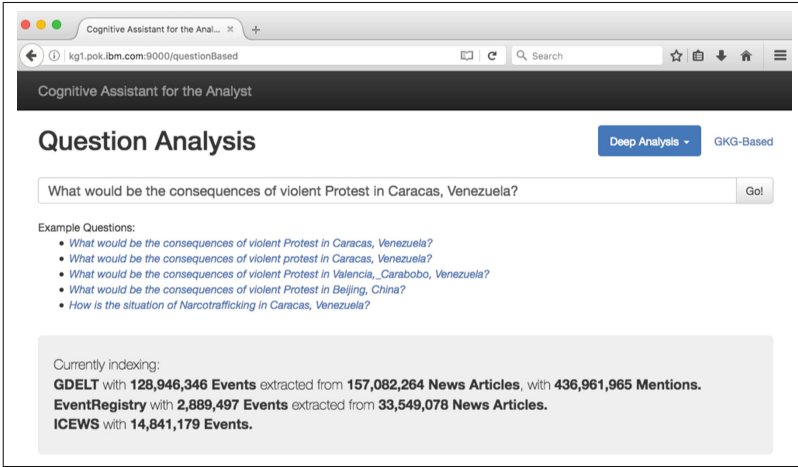 Cognitive Assistant for the Anal...
kg1.pok.ibm.com:9000/questionBased
Search
Cognitive Assistant for the Analyst
Question Analysis
Deep Analysis
GKG-Based
What would be the consequences of violent Protest in Caracas, Venezuela?
Go!
Example Questions:
• What would be the consequences of violent Protest in Caracas, Venezuela?
• What would be the consequences of violent protest in Caracas, Venezuela?
• What would be the consequences of violent Protest in Valencia,_Carabobo, Venezuela?
• What would be the consequences of violent Protest in Beijing, China?
• How is the situation of Narcotrafficking in Caracas, Venezuela?
Currently indexing:
GDELT with 128,946,346 Events extracted from 157,082,264 News Articles, with 436,961,965 Mentions.
EventRegistry with 2,889,497 Events extracted from 33,549,078 News Articles.
ICEWS with 14,841,179 Events.